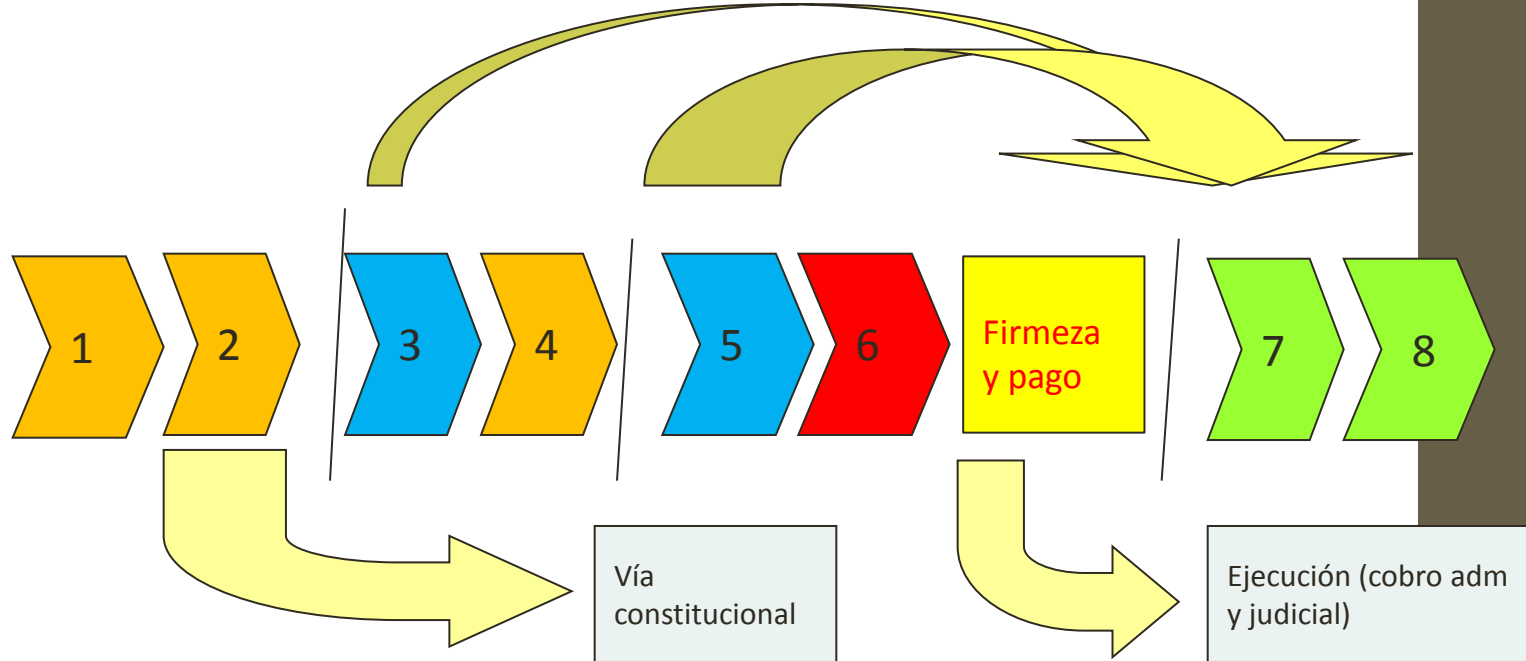 1
2
3
4
5
6
Firmeza
y pago
7
8
Vía
constitucional
Ejecución (cobro adm
y judicial)